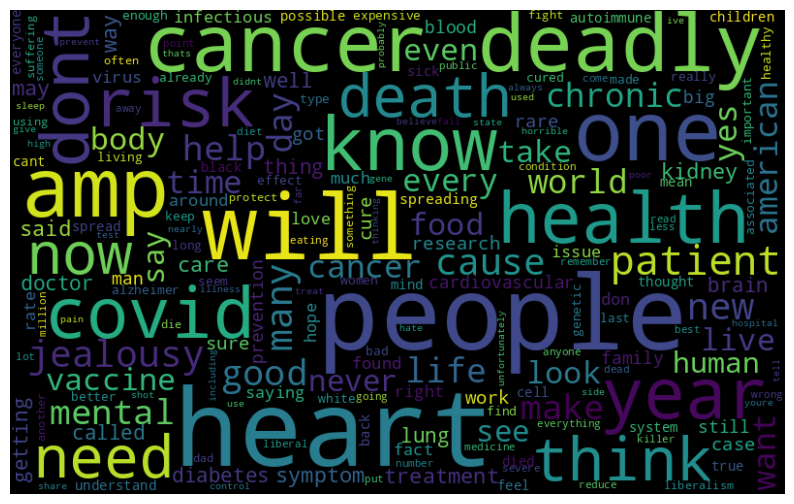 everyone
suffering
someone
dont
enough
infectious
possible
expensive
cancer
probably
deadly
fight
ive
autoimmune
children
healthy
way
blood
often
prevent
point
thats
virus
already
didnt
even
sick
public
cured
come
made
really
may
sleep
using
give
high
risk
away
well
type
death
always
used
chronic
big
important
body
help
day
got
diet
believe
fall
state
horrible
rare
yes
american
one
cant
living
thing
black
effect
know
take
condition
poor
kidney
mean
associated
amp
time
around
protect
much
gene
every
spreading
world
said
spread
test
keep
nearly
long
say
will
love
something
cure
thinking
far
eating
food
research
health
read
less
issue
remember
patient
now
man
care
many
cancer
cause
doctor
rate
million
alzheimer
seem
illness
women
mind
cardiovascular
don
thought
brain
covid
pain
die
sure
prevention
hope
treat
hate
people
unfortunately
genetic
last
best
new
hospital
live
jealousy
lot
including
bad
found
life
look
anyone
dead
family
human
tell
vaccine
better
shot
good
saying
never
right
work
cell
side
make
year
wrong
youre
want
getting
another
mental
use
white
going
back
find
everything
system
still
called
dad
heart
lung
fact
see
killer
case
true
need
liberal
number
medicine
died
think
share
understand
control
diabetes
symptom
put
treatment
severe
feel
reduce
liberalism